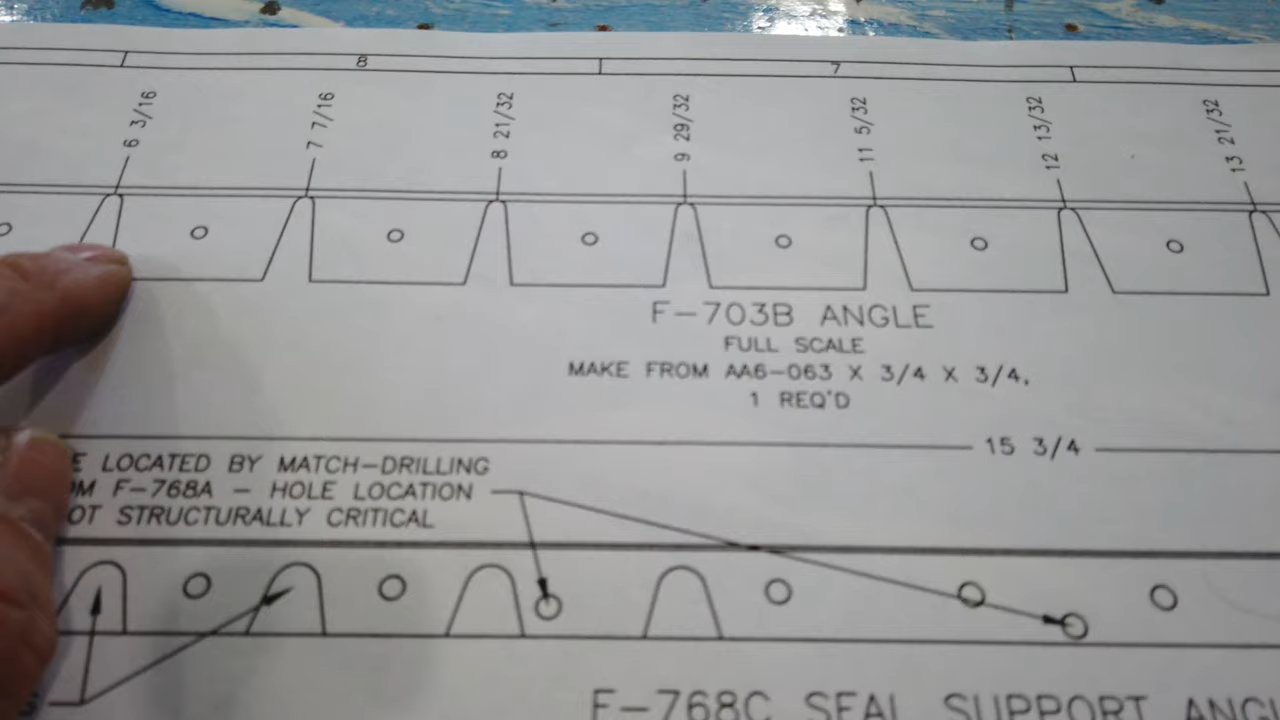 8
7
6 3/16
7 7/16
8 21/32
9 29/32
11 5/32
12 13/32
13 21/32
F-703B ANGLE
FULL SCALE
MAKE FROM AA6-063 X 3/4 X 3/4,
1 REQ'D
15 3/4
LOCATED BY MATCH-DRILLING
F-768A - HOLE LOCATION
STRUCTURALLY CRITICAL
F-768C SEAL SUPPORT